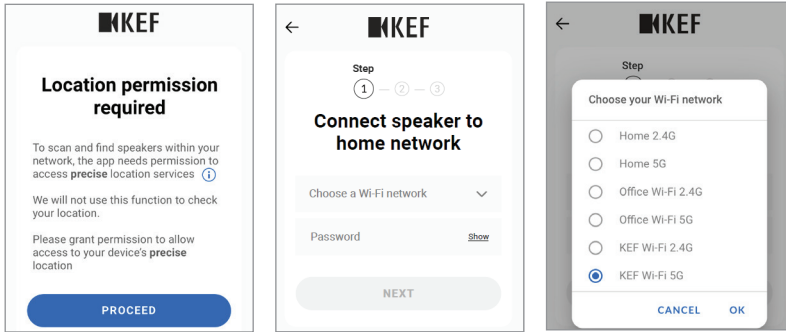 KEF
Location permission
required
To scan and find speakers within your
network, the app needs permission to
access precise location services
We will not use this function to check
your location.
Please grant permission to allow
access to your device's precise
location
PROCEED
KEF
Step
1 2 3
Connect speaker to
home network
Choose a Wi-Fi network
Password Show
NEXT
KEF
Step
Choose your Wi-Fi network
Home 2.4G
Home 5G
Office Wi-Fi 2.4G
Office Wi-Fi 5G
KEF Wi-Fi 2.4G
KEF Wi-Fi 5G
CANCEL OK